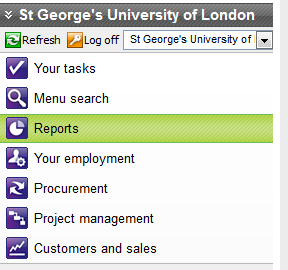 St George's University of London
Refresh Log off St George's University of
Your tasks
Menu search
Reports
Your employment
Procurement
Project management
Customers and sales